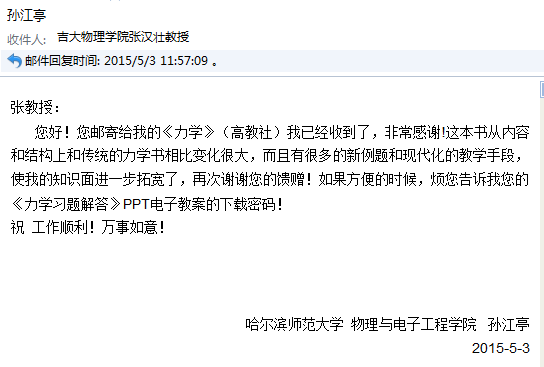 孙江亭
收件人: 吉大物理学院张汉壮教授
邮件回复时间: 2015/5/3 11:57:09 。
张教授：
您好！您邮寄给我的《力学》（高教社）我已经收到了，非常感谢!这本书从内容
和结构上和传统的力学书相比变化很大，而且有很多的新例题和现代化的教学手段，
使我的知识面进一步拓宽了，再次谢谢您的馈赠！如果方便的时候，烦您告诉我您的
《力学习题解答》PPT电子教案的下载密码！
祝 工作顺利！万事如意！
哈尔滨师范大学 物理与电子工程学院 孙江亭
2015-5-3